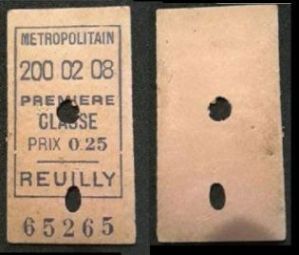 METROPOLITAIN
200 02 08
PREMIERE
CLASSE
PRIX 0.25
REUILLY
65265